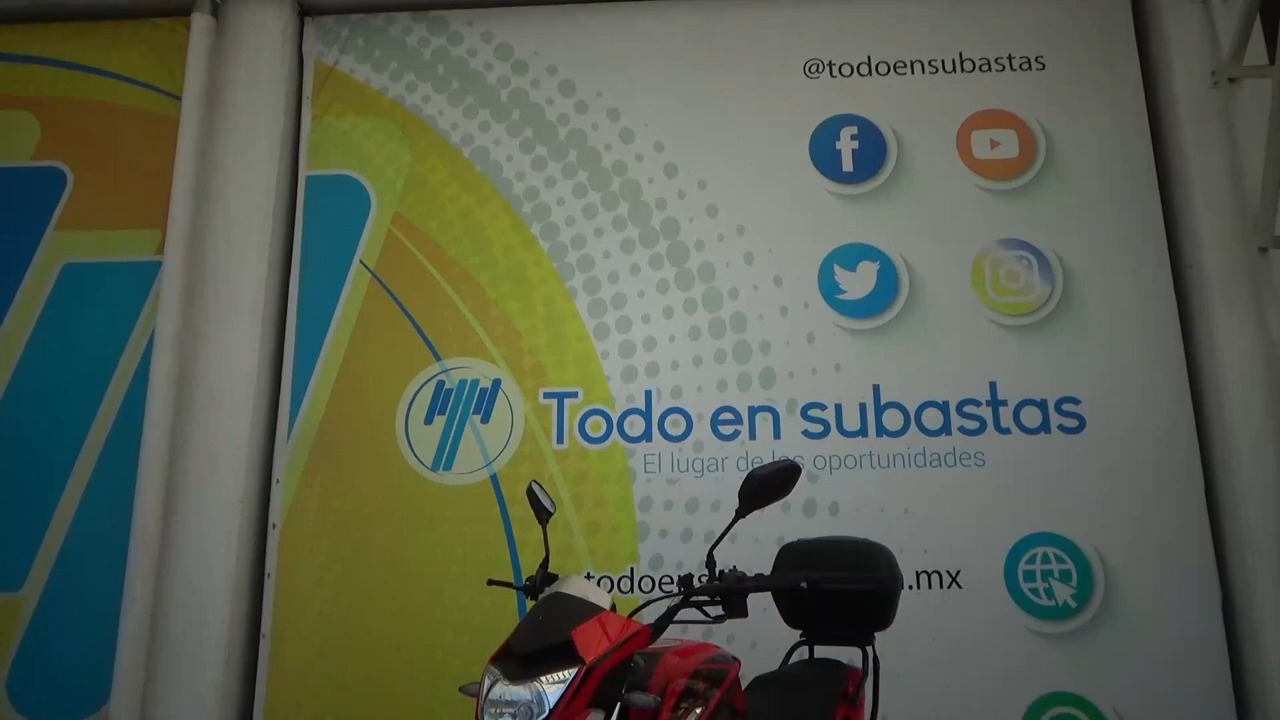 @todoensubastas
Todo en subastas
El lugar de las oportunidades
.mx